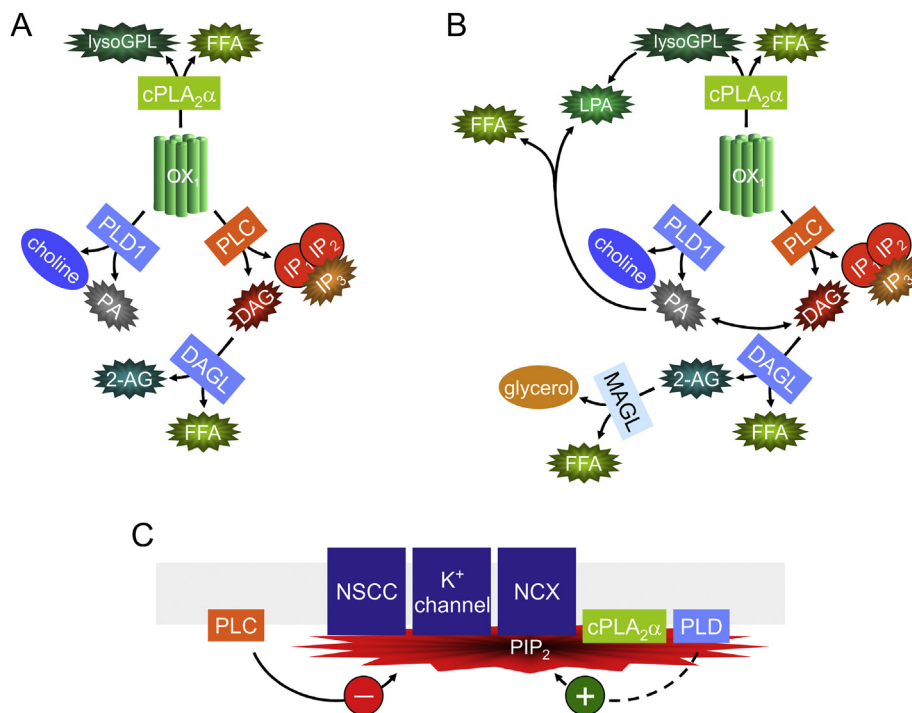 A
lysoGPL
FFA
cPLA₂α
OX₁
PLD1
PLC
choline
IP₁
IP₂
IP₃
PA
DAG
DAGL
2-AG
FFA
B
lysoGPL
FFA
LPA
FFA
cPLA₂α
OX₁
PLD1
PLC
choline
IP₁
IP₂
IP₃
PA
DAG
DAGL
2-AG
MAGL
glycerol
FFA
FFA
C
NSCC
K⁺
channel
NCX
PLC
cPLA₂α
PLD
PIP₂
−
+